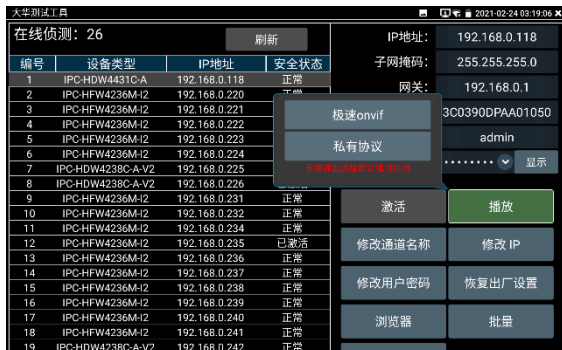 大华测试工具 2021-02-24 03:19:06
在线侦测：26 刷新
编号 设备类型 IP地址 安全状态
1 IPC-HDW4431C-A 192.168.0.118 正常
2 IPC-HFW4236M-I2 192.168.0.220
3 IPC-HFW4236M-I2 192.168.0.221
4 IPC-HFW4236M-I2 192.168.0.222
5 IPC-HFW4236M-I2 192.168.0.223
6 IPC-HFW4236M-I2 192.168.0.224
7 IPC-HDW4238C-A-V2 192.168.0.225
8 IPC-HDW4238C-A-V2 192.168.0.226
9 IPC-HFW4236M-I2 192.168.0.231 正常
10 IPC-HFW4236M-I2 192.168.0.232 正常
11 IPC-HFW4236M-I2 192.168.0.234 正常
12 IPC-HFW4236M-I2 192.168.0.235 已激活
13 IPC-HFW4236M-I2 192.168.0.236 正常
14 IPC-HFW4236M-I2 192.168.0.237 正常
15 IPC-HFW4236M-I2 192.168.0.238 正常
16 IPC-HFW4236M-I2 192.168.0.239 正常
17 IPC-HFW4236M-I2 192.168.0.240 正常
18 IPC-HFW4236M-I2 192.168.0.241 正常
19 IPC-HDW4238C-A-V2 192.168.0.242 正常
极速onvif
私有协议
IP地址： 192.168.0.118
子网掩码： 255.255.255.0
网关： 192.168.0.1
3C0390DPAA01050
admin
显示
激活 播放
修改通道名称 修改 IP
修改用户密码 恢复出厂设置
浏览器 批量